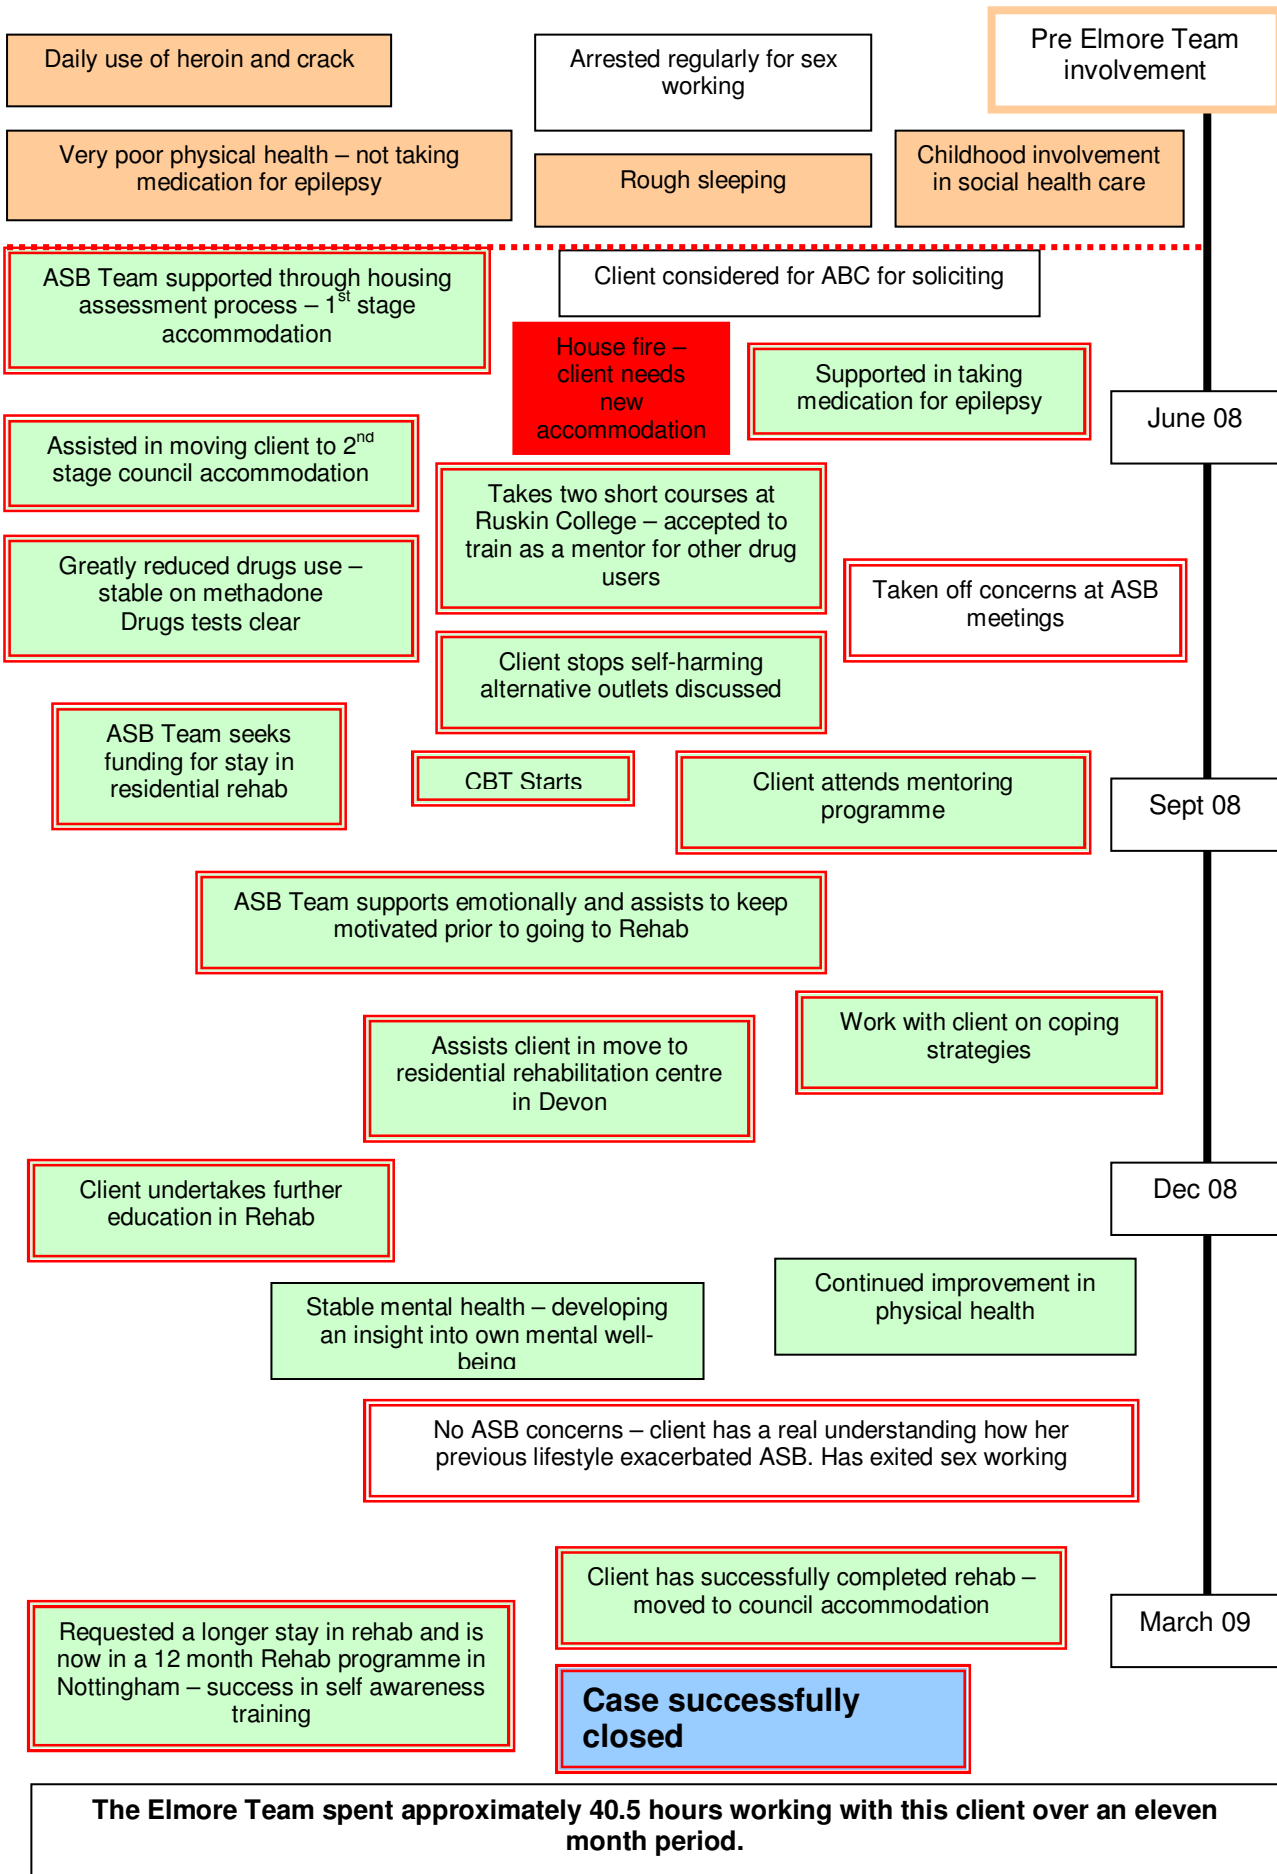 Pre Elmore Team
involvement
Daily use of heroin and crack
Arrested regularly for sex
working
Very poor physical health – not taking
medication for epilepsy
Rough sleeping
Childhood involvement
in social health care
ASB Team supported through housing
assessment process – 1st stage
accommodation
Client considered for ABC for soliciting
House fire –
client needs
new
accommodation
Supported in taking
medication for epilepsy
June 08
Assisted in moving client to 2nd
stage council accommodation
Takes two short courses at
Ruskin College – accepted to
train as a mentor for other drug
users
Greatly reduced drugs use –
stable on methadone
Drugs tests clear
Taken off concerns at ASB
meetings
Client stops self-harming
alternative outlets discussed
ASB Team seeks
funding for stay in
residential rehab
CBT Starts
Client attends mentoring
programme
Sept 08
ASB Team supports emotionally and assists to keep
motivated prior to going to Rehab
Work with client on coping
strategies
Assists client in move to
residential rehabilitation centre
in Devon
Client undertakes further
education in Rehab
Dec 08
Stable mental health – developing
an insight into own mental well-
being
Continued improvement in
physical health
No ASB concerns – client has a real understanding how her
previous lifestyle exacerbated ASB. Has exited sex working
Client has successfully completed rehab –
moved to council accommodation
March 09
Requested a longer stay in rehab and is
now in a 12 month Rehab programme in
Nottingham – success in self awareness
training
Case successfully
closed
The Elmore Team spent approximately 40.5 hours working with this client over an eleven
month period.